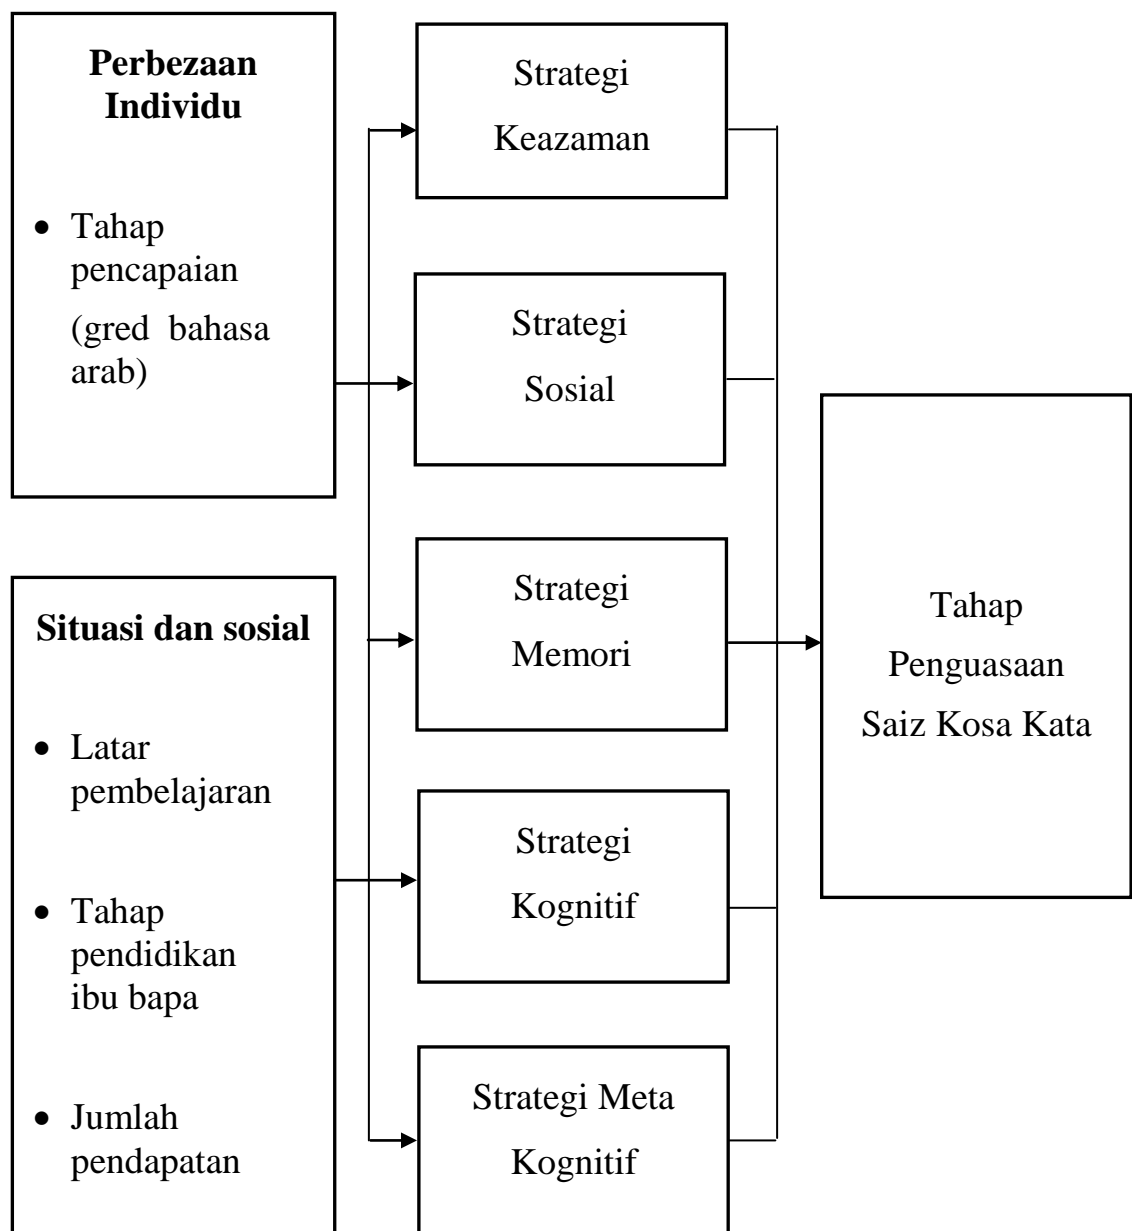 Perbezaan
Individu
• Tahap
pencapaian
(gred bahasa
arab)
Situasi dan sosial
• Latar
pembelajaran
• Tahap
pendidikan
ibu bapa
• Jumlah
pendapatan
Strategi
Keazaman
Strategi
Sosial
Strategi
Memori
Strategi
Kognitif
Strategi Meta
Kognitif
Tahap
Penguasaan
Saiz Kosa Kata